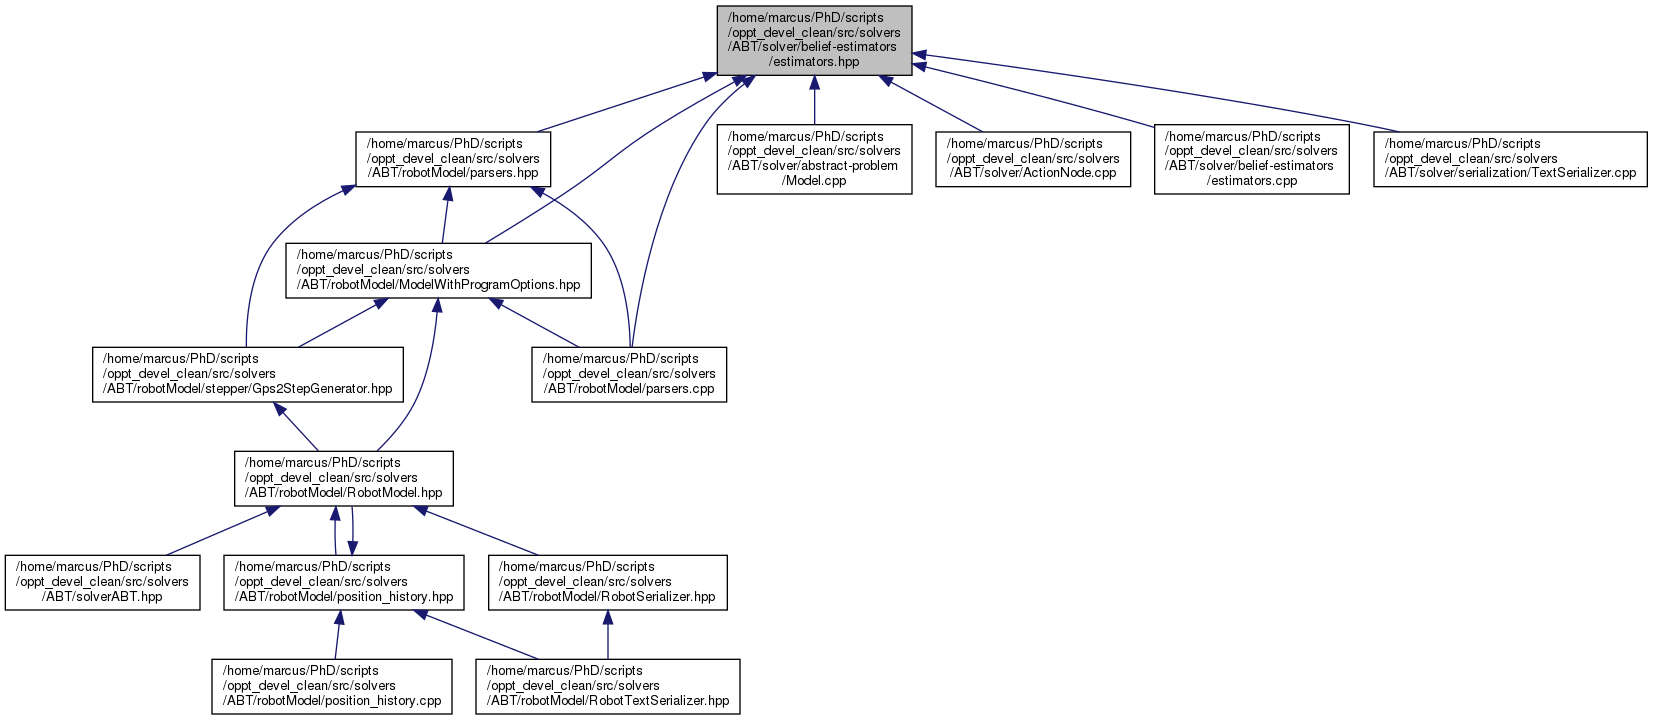 /home/marcus/PhD/scripts
/oppt_devel_clean/src/solvers
/ABT/solver/belief-estimators
/estimators.hpp
/home/marcus/PhD/scripts
/oppt_devel_clean/src/solvers
/ABT/robotModel/parsers.hpp
/home/marcus/PhD/scripts
/oppt_devel_clean/src/solvers
/ABT/solver/abstract-problem
/Model.cpp
/home/marcus/PhD/scripts
/oppt_devel_clean/src/solvers
/ABT/solver/ActionNode.cpp
/home/marcus/PhD/scripts
/oppt_devel_clean/src/solvers
/ABT/solver/belief-estimators
/estimators.cpp
/home/marcus/PhD/scripts
/oppt_devel_clean/src/solvers
/ABT/solver/serialization/TextSerializer.cpp
/home/marcus/PhD/scripts
/oppt_devel_clean/src/solvers
/ABT/robotModel/ModelWithProgramOptions.hpp
/home/marcus/PhD/scripts
/oppt_devel_clean/src/solvers
/ABT/robotModel/stepper/Gps2StepGenerator.hpp
/home/marcus/PhD/scripts
/oppt_devel_clean/src/solvers
/ABT/robotModel/parsers.cpp
/home/marcus/PhD/scripts
/oppt_devel_clean/src/solvers
/ABT/robotModel/RobotModel.hpp
/home/marcus/PhD/scripts
/oppt_devel_clean/src/solvers
/ABT/solverABT.hpp
/home/marcus/PhD/scripts
/oppt_devel_clean/src/solvers
/ABT/robotModel/position_history.hpp
/home/marcus/PhD/scripts
/oppt_devel_clean/src/solvers
/ABT/robotModel/RobotSerializer.hpp
/home/marcus/PhD/scripts
/oppt_devel_clean/src/solvers
/ABT/robotModel/position_history.cpp
/home/marcus/PhD/scripts
/oppt_devel_clean/src/solvers
/ABT/robotModel/RobotTextSerializer.hpp